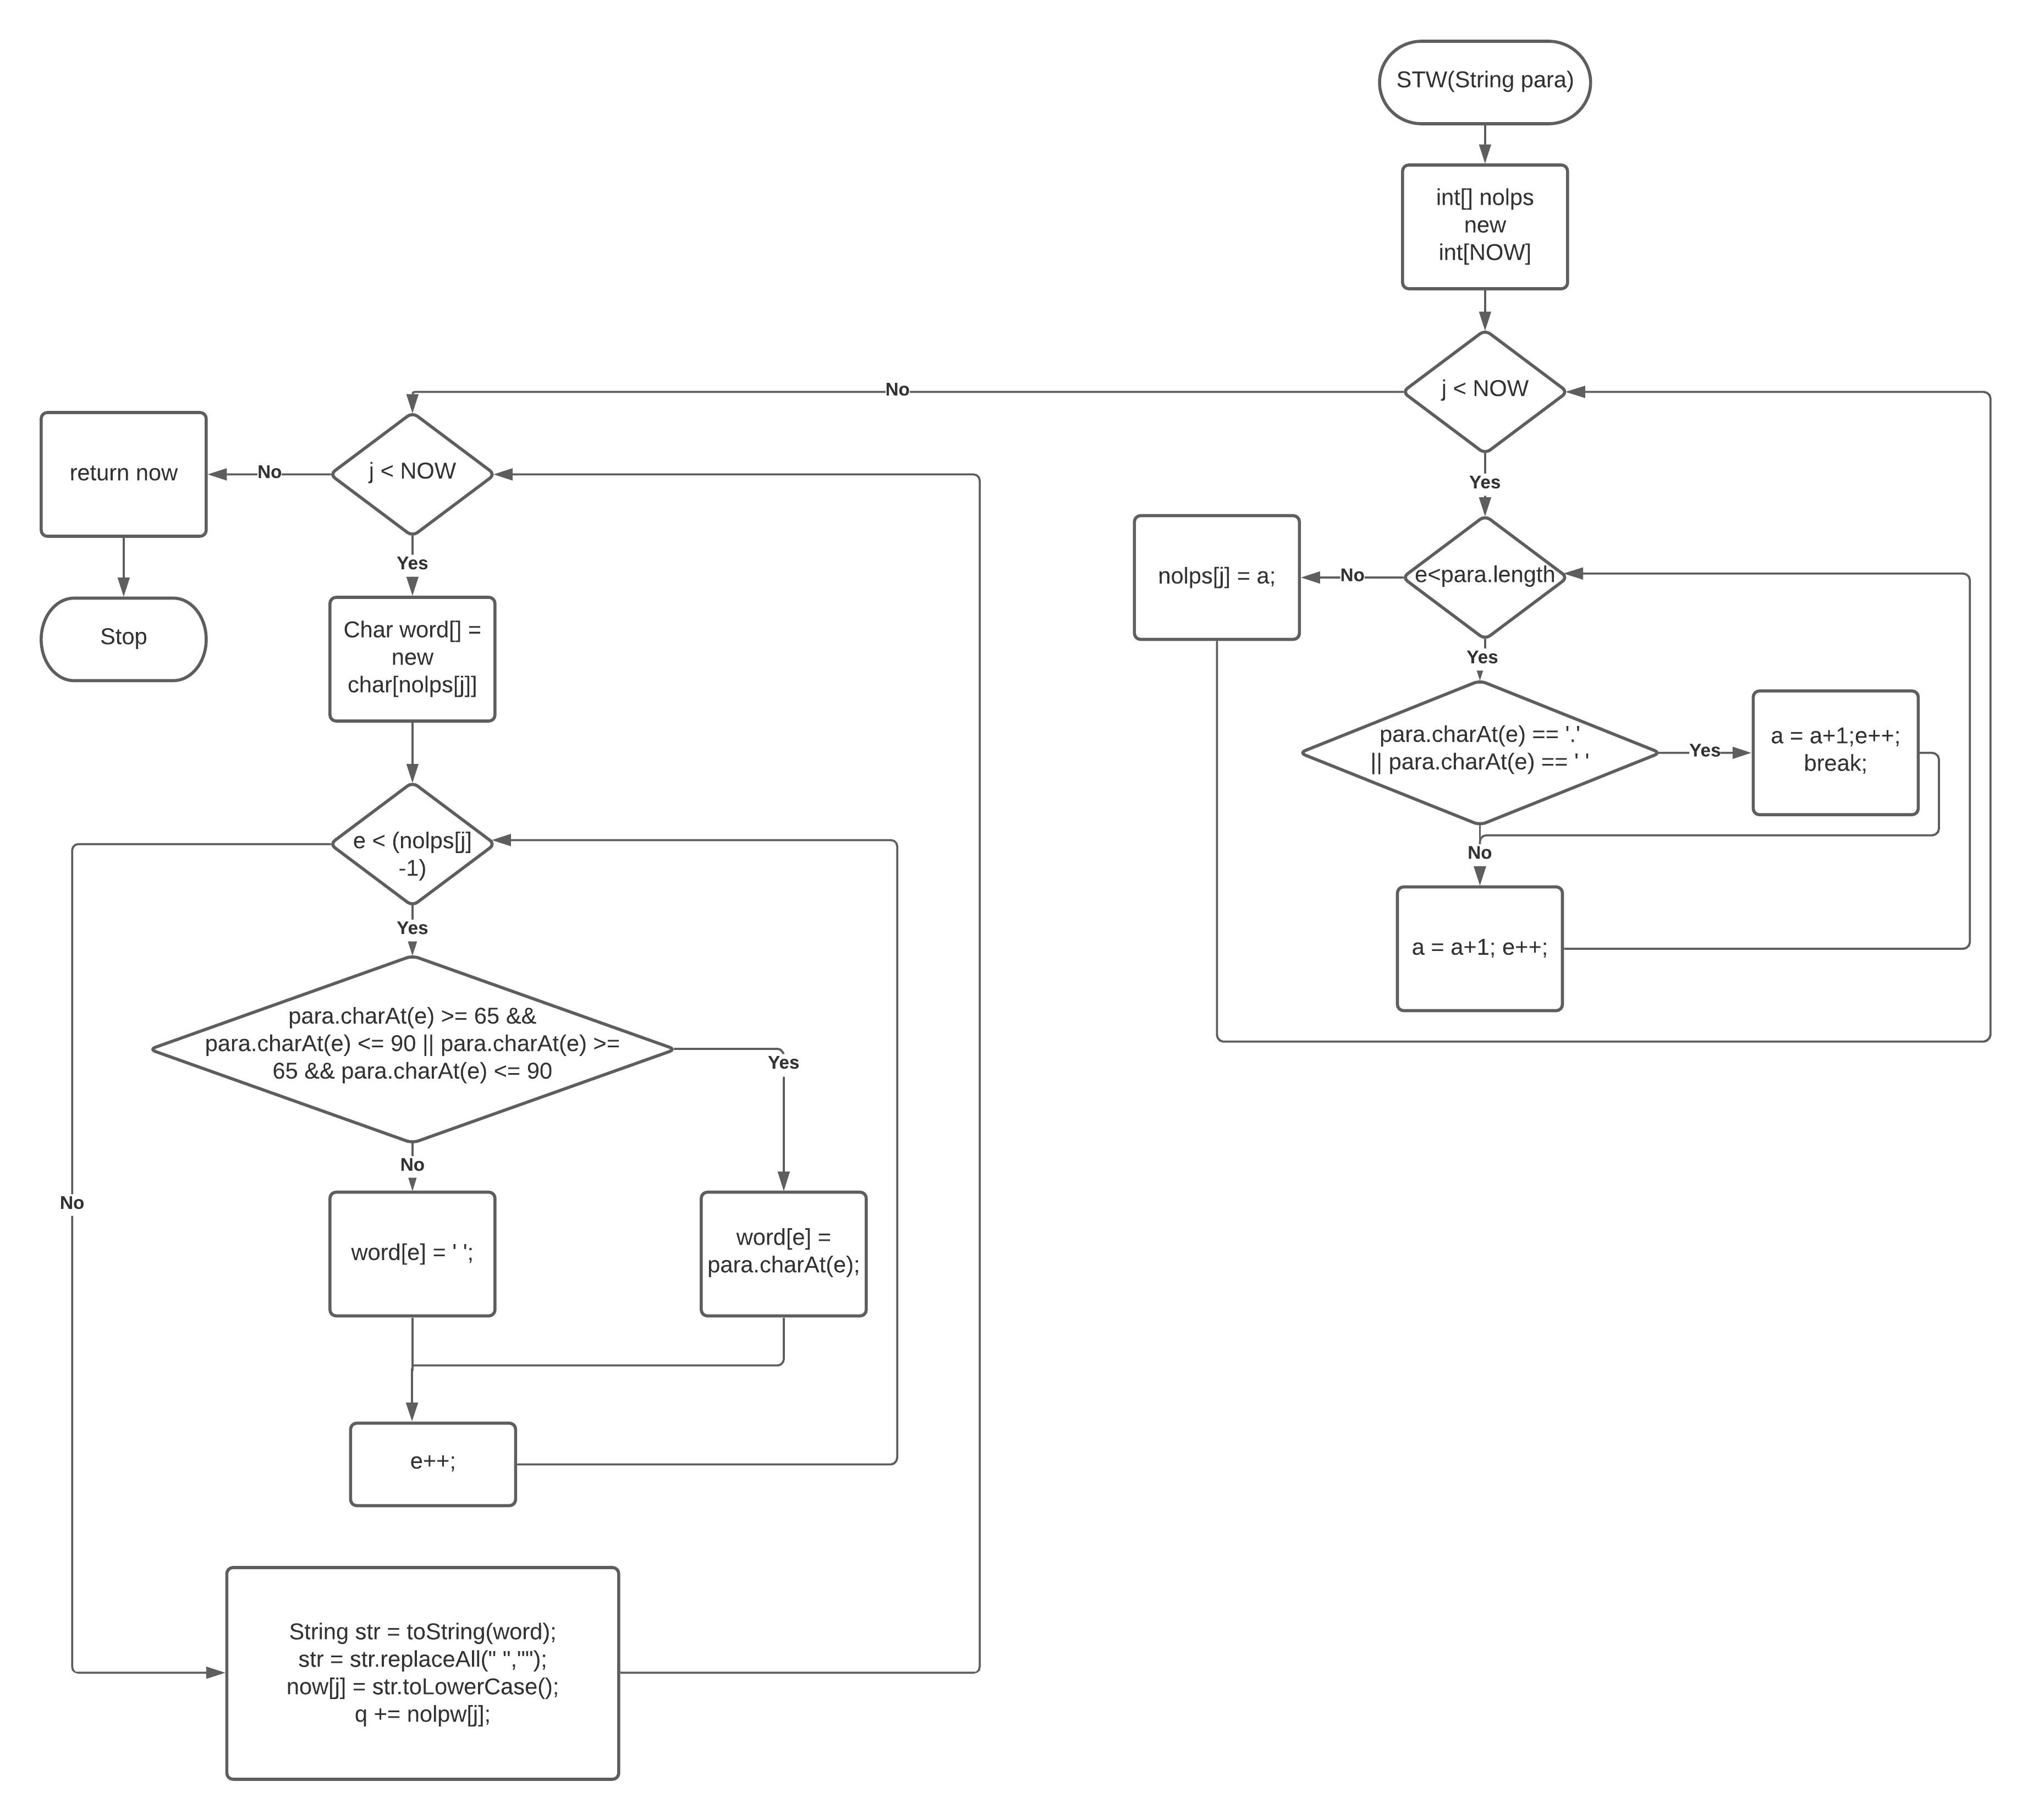 STW(String para)
int[] nolps
new
int[NOW]
j < NOW
No
Yes
e<para.length
No
nolps[j] = a;
Yes
para.charAt(e) == '.'
|| para.charAt(e) == ' '
Yes
a = a+1;e++;
break;
No
a = a+1; e++;
j < NOW
No
return now
Stop
Yes
Char word[] =
new
char[nolps[j]]
e < (nolps[j]
-1)
No
Yes
para.charAt(e) >= 65 &&
para.charAt(e) <= 90 || para.charAt(e) >=
65 && para.charAt(e) <= 90
Yes
No
word[e] = ' ';
word[e] =
para.charAt(e);
e++;
String str = toString(word);
str = str.replaceAll(" ","");
now[j] = str.toLowerCase();
q += nolpw[j];